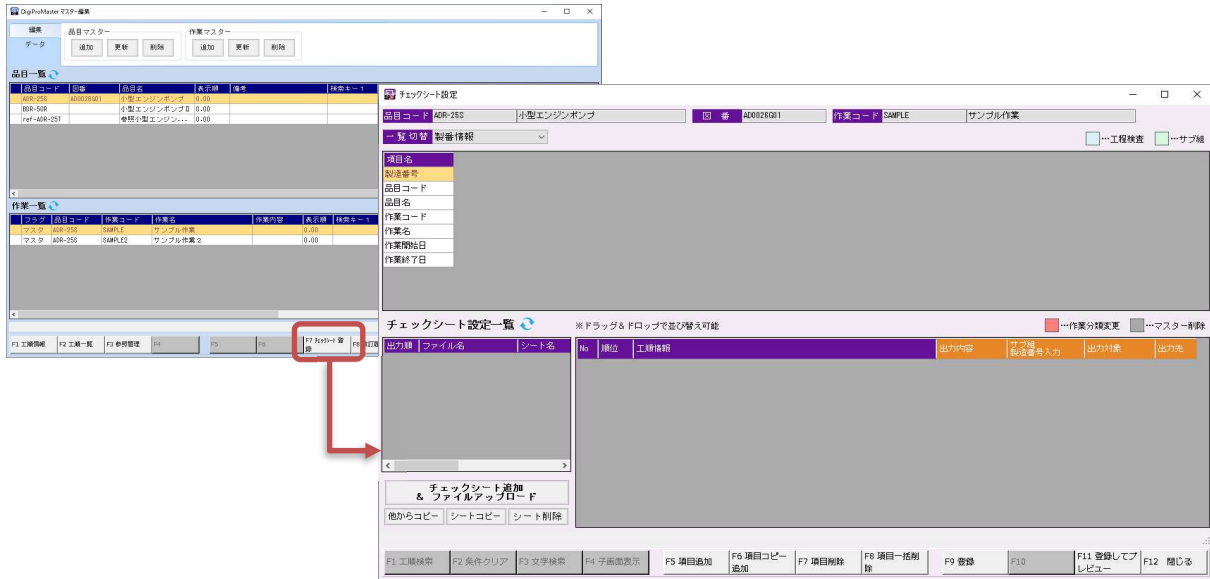 DigiProMaster マスター編集
編集
データ
品目マスター
追加 更新 削除
作業マスター
追加 更新 削除
品目一覧
品目コード 図番 品目名 表示順 備考 検索キー1
ADR-25S AD0026G01 小型エンジンポンプ 0.00
BDR-50R 小型エンジンポンプⅡ 0.00
ref-ADR-25T 参照小型エンジン... 0.00
作業一覧
フラグ 品目コード 作業コード 作業名 作業内容 表示順 検索キー1
マスタ ADR-25S SAMPLE サンプル作業 0.00
マスタ ADR-25S SAMPLE2 サンプル作業2 0.00
F1 工順情報 F2 工順一覧 F3 参照管理 F4 F5 F6 F7 チェックシート 登録
チェックシート設定
品目コード ADR-25S 小型エンジンポンプ 図 番 AD0026G01 作業コード SAMPLE サンプル作業
一覧切替 製番情報 …工程検査 …サブ組
項目名
製造番号
品目コード
品目名
作業コード
作業名
作業開始日
作業終了日
チェックシート設定一覧 ※ドラッグ&ドロップで並び替え可能 …作業分類変更 …マスター削除
出力順 ファイル名 シート名
No 順位 工順情報 出力内容 サブ組 製造番号入力 出力対象 出力先
チェックシート追加
& ファイルアップロード
他からコピー シートコピー シート削除
F1 工順検索 F2 条件クリア F3 文字検索 F4 子画面表示 F5 項目追加 F6 項目コピー追加 F7 項目削除 F8 項目一括削除 F9 登録 F10 F11 登録してプレビュー F12 閉じる